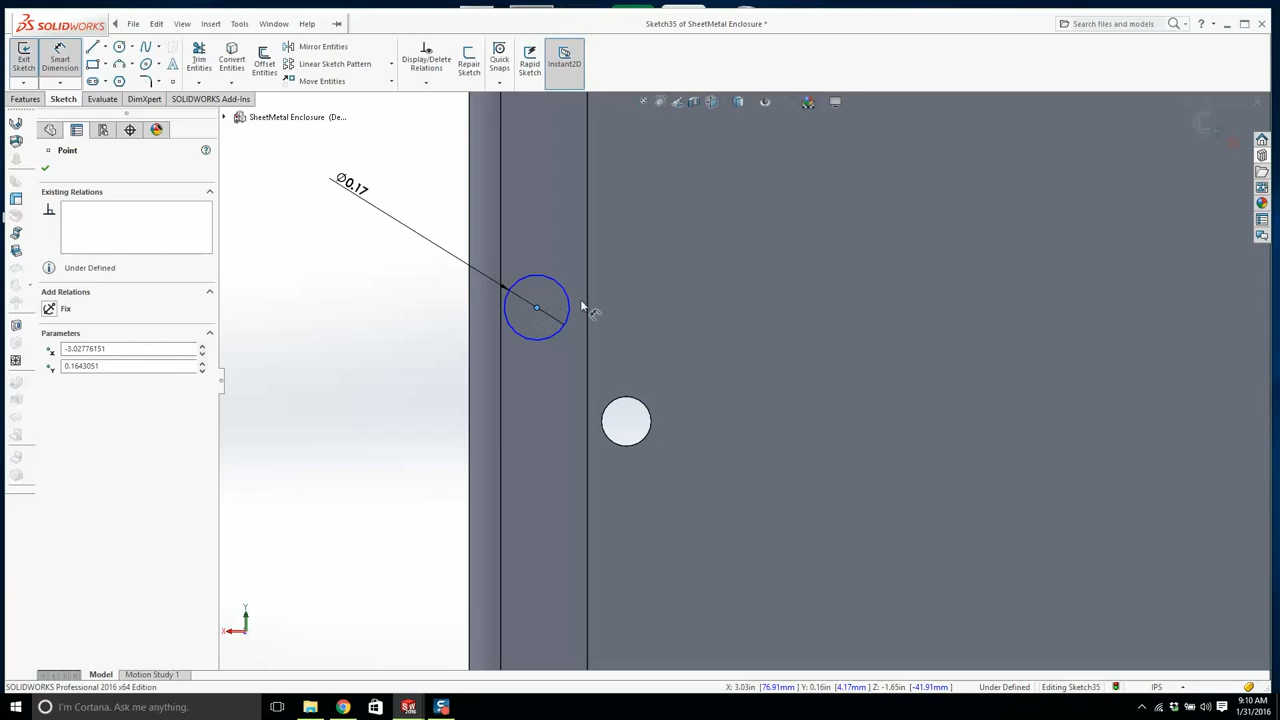 SOLIDWORKS
File Edit View Insert Tools Window Help
Sketch35 of SheetMetal Enclosure *
Search files and models
Exit Sketch
Smart Dimension
Trim Entities
Convert Entities
Offset Entities
Mirror Entities
Linear Sketch Pattern
Move Entities
Display/Delete Relations
Repair Sketch
Quick Snaps
Rapid Sketch
Instant2D
Features Sketch Evaluate DimXpert SOLIDWORKS Add-Ins
SheetMetal Enclosure (De...
Point
Existing Relations
Under Defined
Add Relations
Fix
Parameters
-3.02776151
0.1643051
∅0.17
Y
X
Model Motion Study 1
SOLIDWORKS Professional 2016 x64 Edition
X: 3.03in [76.91mm] Y: 0.16in [4.17mm] Z: -1.65in [-41.91mm]
Under Defined
Editing Sketch35
IPS
I'm Cortana. Ask me anything.
9:10 AM
1/31/2016